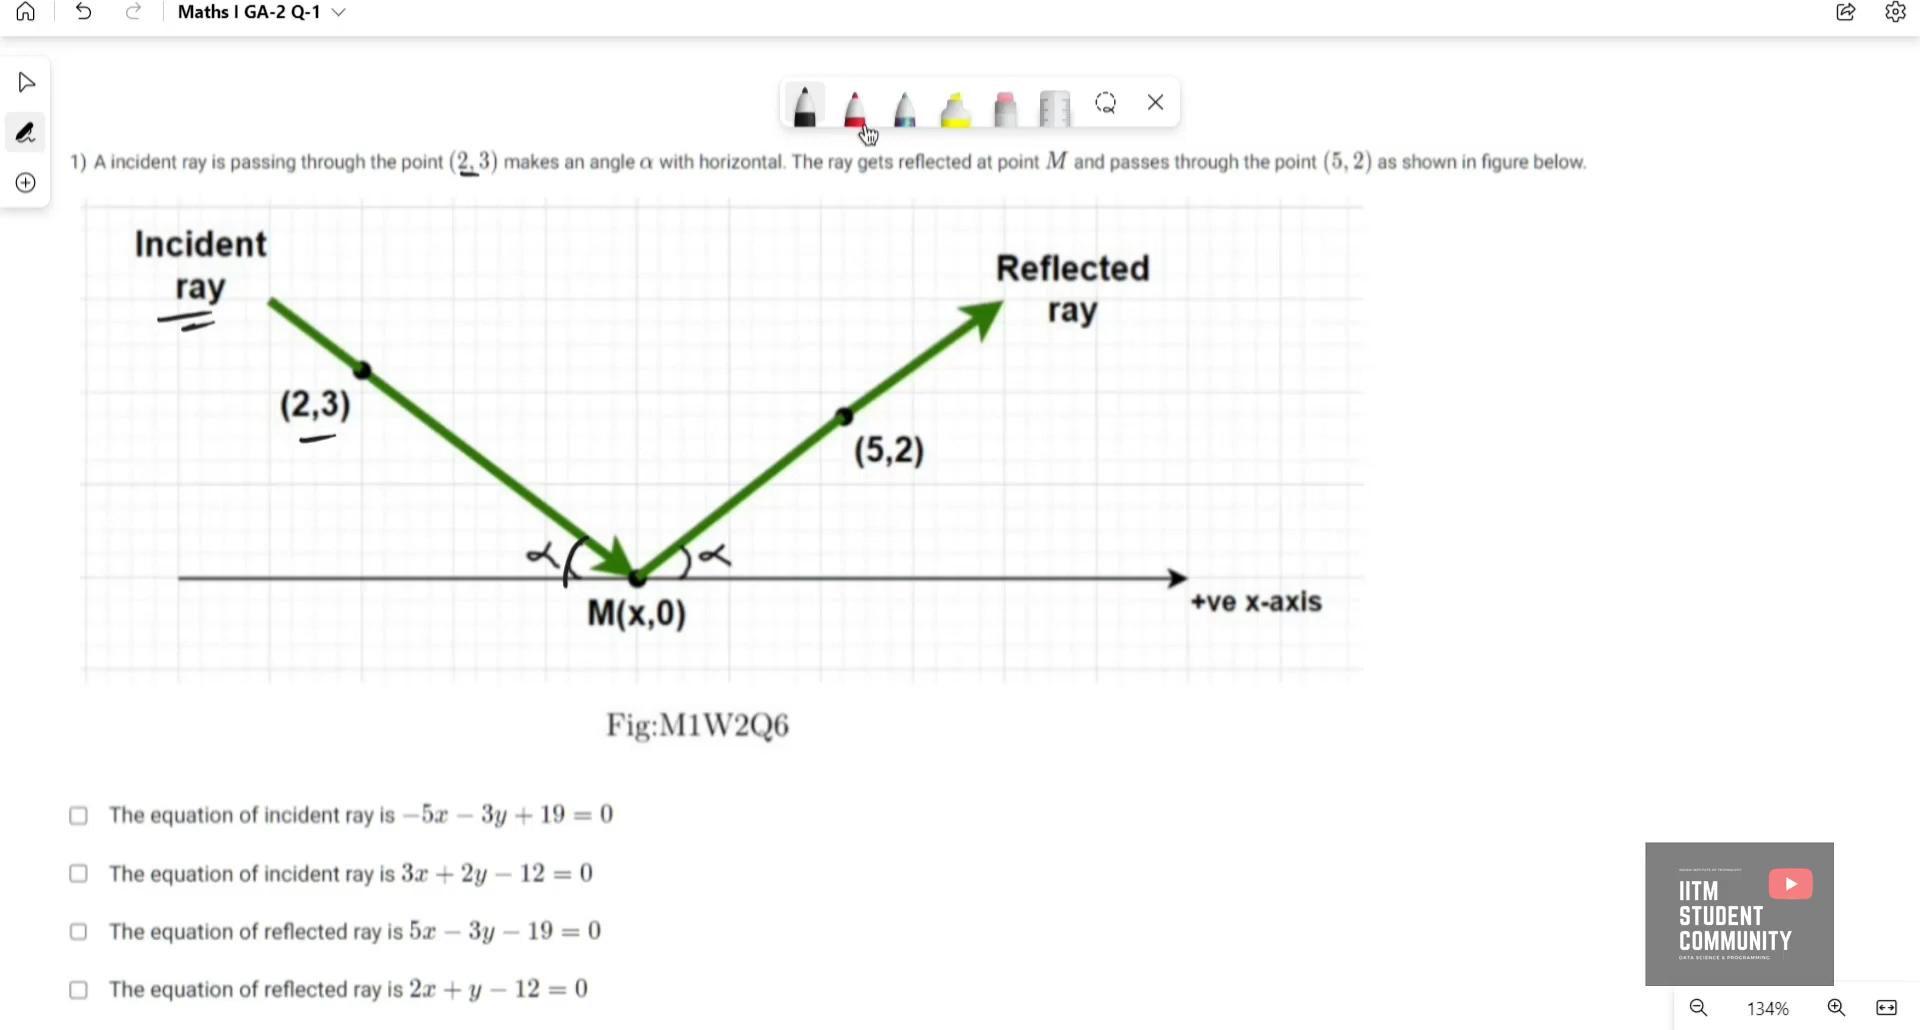 Maths I GA-2 Q-1
1) A incident ray is passing through the point (2, 3) makes an angle α with horizontal. The ray gets reflected at point M and passes through the point (5, 2) as shown in figure below.
Incident
ray
Reflected
ray
(2,3)
(5,2)
α
α
M(x,0)
+ve x-axis
Fig:M1W2Q6
The equation of incident ray is −5x − 3y + 19 = 0
The equation of incident ray is 3x + 2y − 12 = 0
The equation of reflected ray is 5x − 3y − 19 = 0
The equation of reflected ray is 2x + y − 12 = 0
IITM
STUDENT
COMMUNITY
DATA SCIENCE & PROGRAMMING
134%